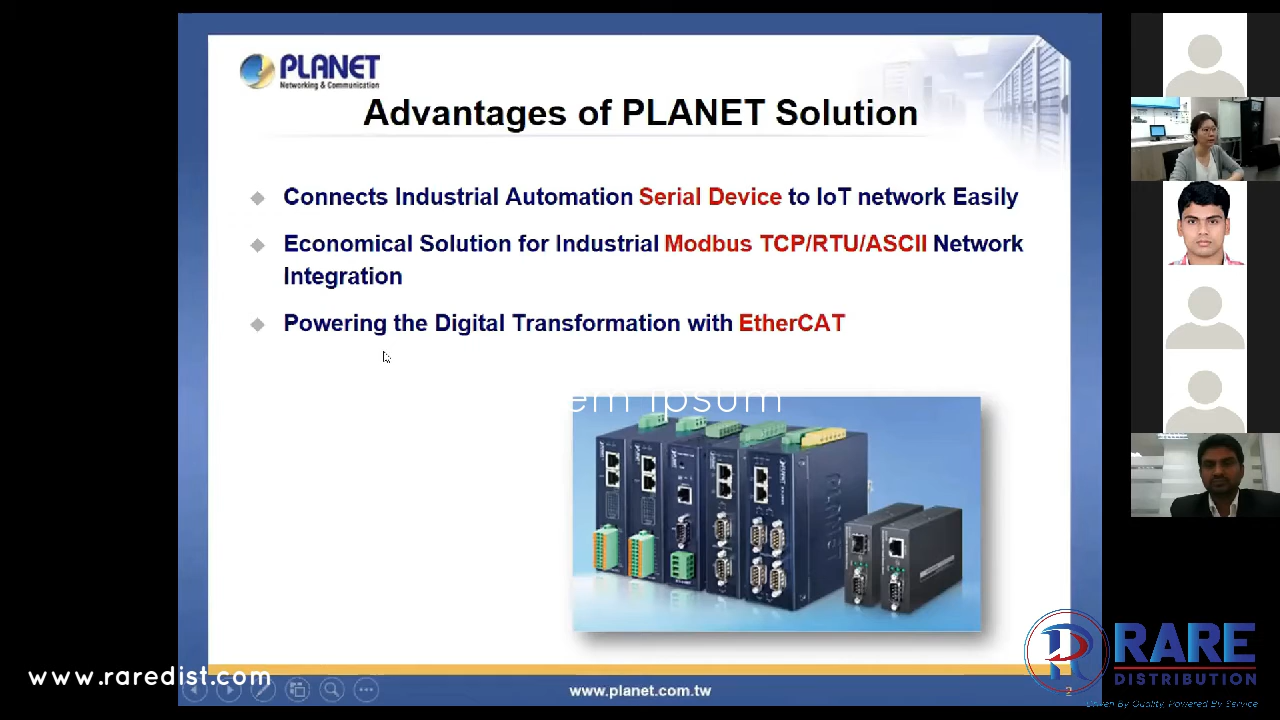 PLANET
Networking & Communication
Advantages of PLANET Solution
Connects Industrial Automation Serial Device to IoT network Easily
Economical Solution for Industrial Modbus TCP/RTU/ASCII Network
Integration
Powering the Digital Transformation with EtherCAT
em ipsum
PLANET
RARE
DISTRIBUTION
Driven By Quality, Powered By Service
www.raredist.com
www.planet.com.tw
2